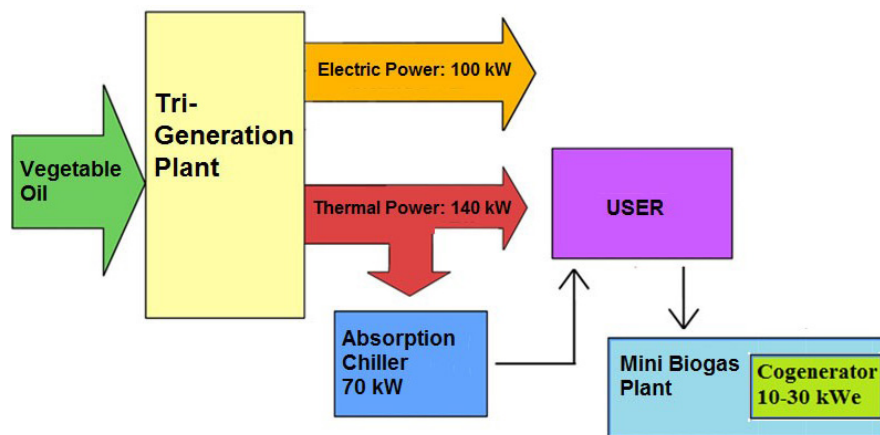 Vegetable
Oil
Tri-
Generation
Plant
Electric Power: 100 kW
Thermal Power: 140 kW
USER
Absorption
Chiller
70 kW
Mini Biogas
Plant
Cogenerator
10-30 kWe